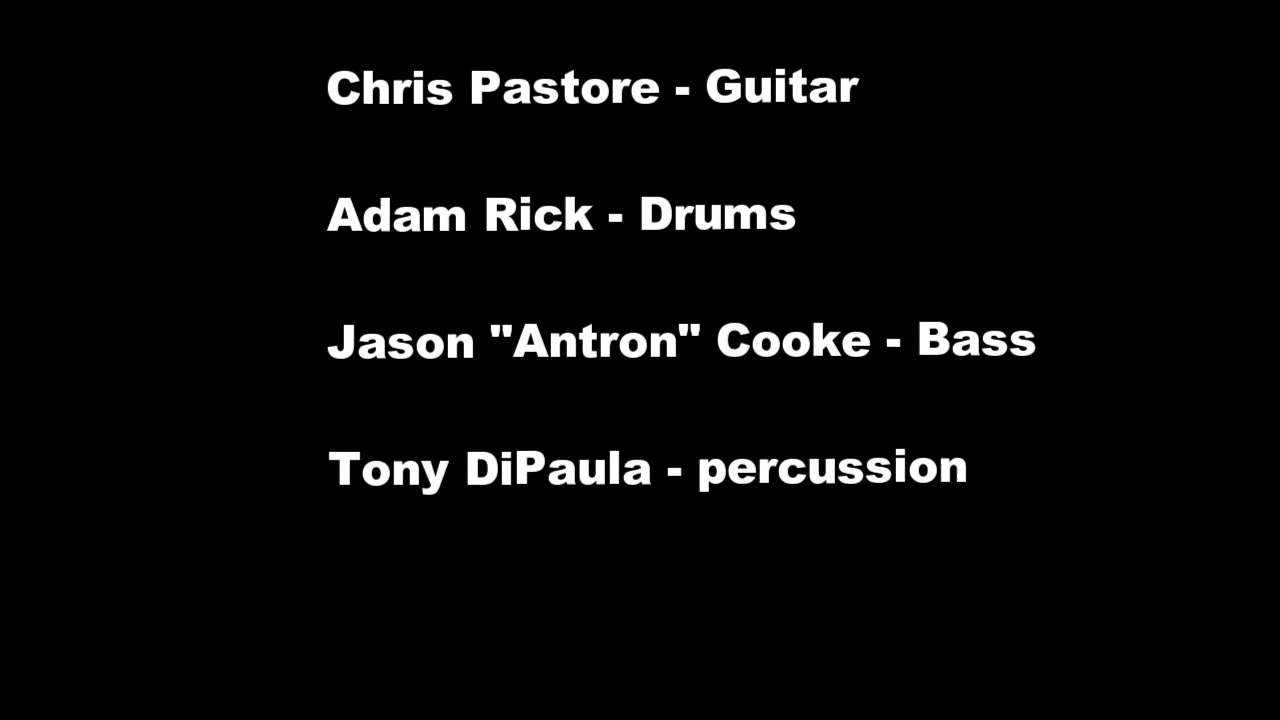 Chris Pastore - Guitar
Adam Rick - Drums
Jason "Antron" Cooke - Bass
Tony DiPaula - percussion